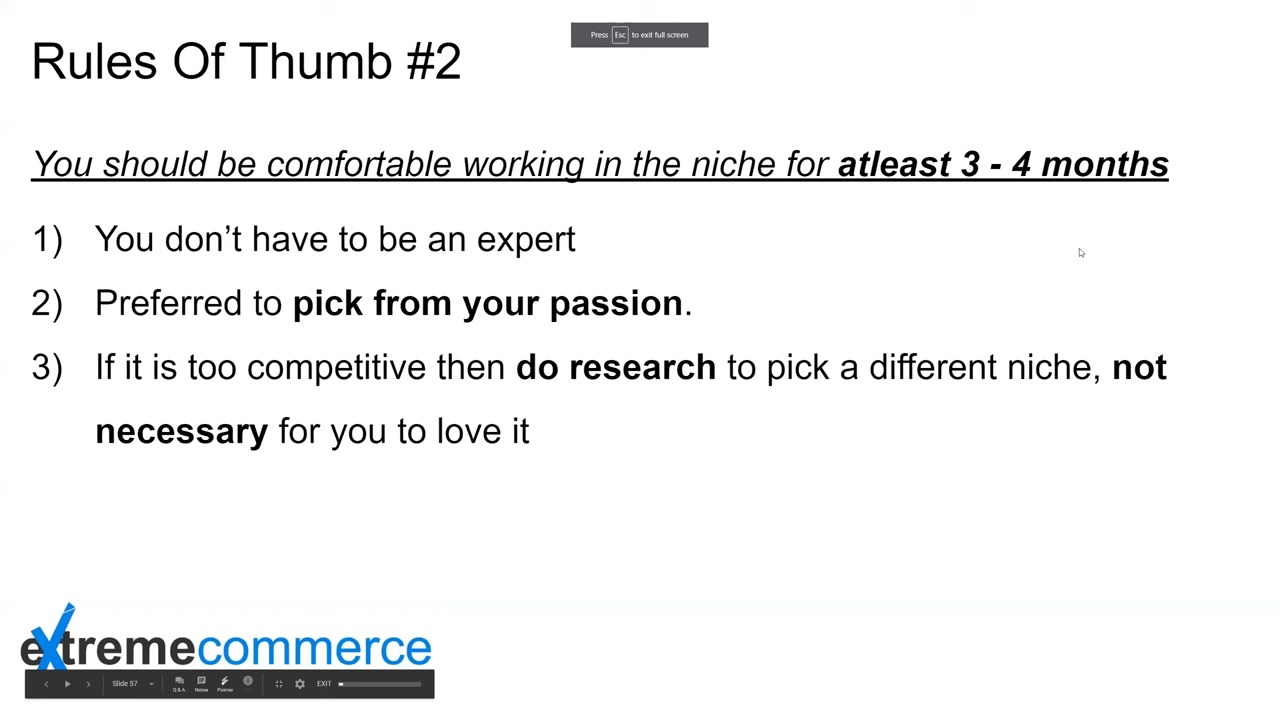 Press Esc to exit full screen
Rules Of Thumb #2
You should be comfortable working in the niche for atleast 3 - 4 months
1) You don’t have to be an expert
2) Preferred to pick from your passion.
3) If it is too competitive then do research to pick a different niche, not
necessary for you to love it
extremecommerce
Slide 57
Q & A
Notes
Pointer
EXIT